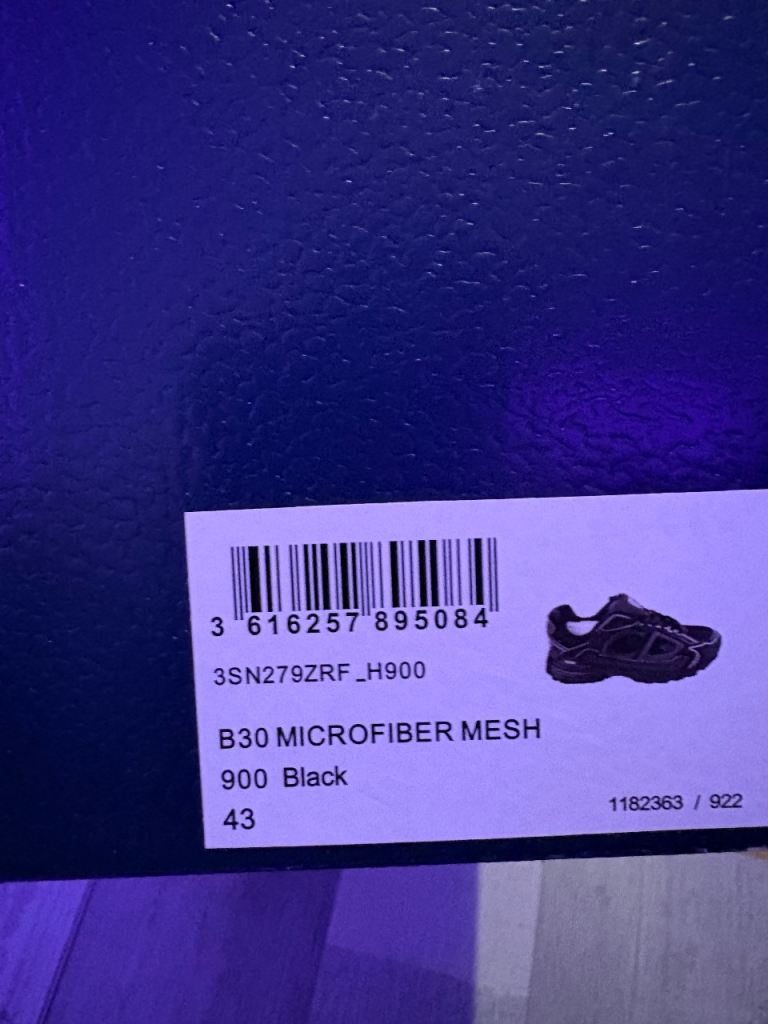 3 616257 895084
3SN279ZRF_H900
B30 MICROFIBER MESH
900 Black
43
1182363 / 922